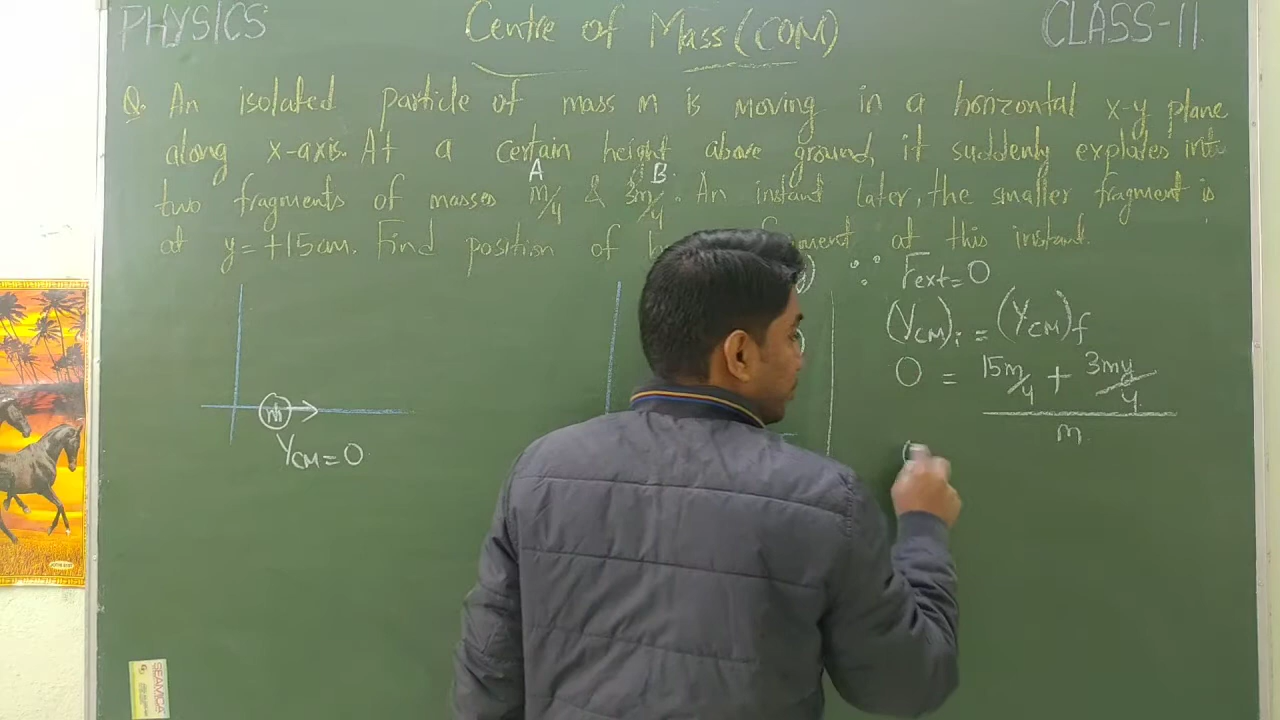 PHYSICS
Centre of Mass (COM)
CLASS-11
Q. An isolated particle of mass m is moving in a horizontal x-y plane
along x-axis. At a certain height above ground, it suddenly explodes into
A B
two fragments of masses m/4 & 3m/4. An instant later, the smaller fragment is
at y=+15cm. Find position of at this instant.
∵ Fext=0
(YCM)i = (YCM)f
0 = 15m/4 + 3my/4
m
m
YCM=0
SEAMICA